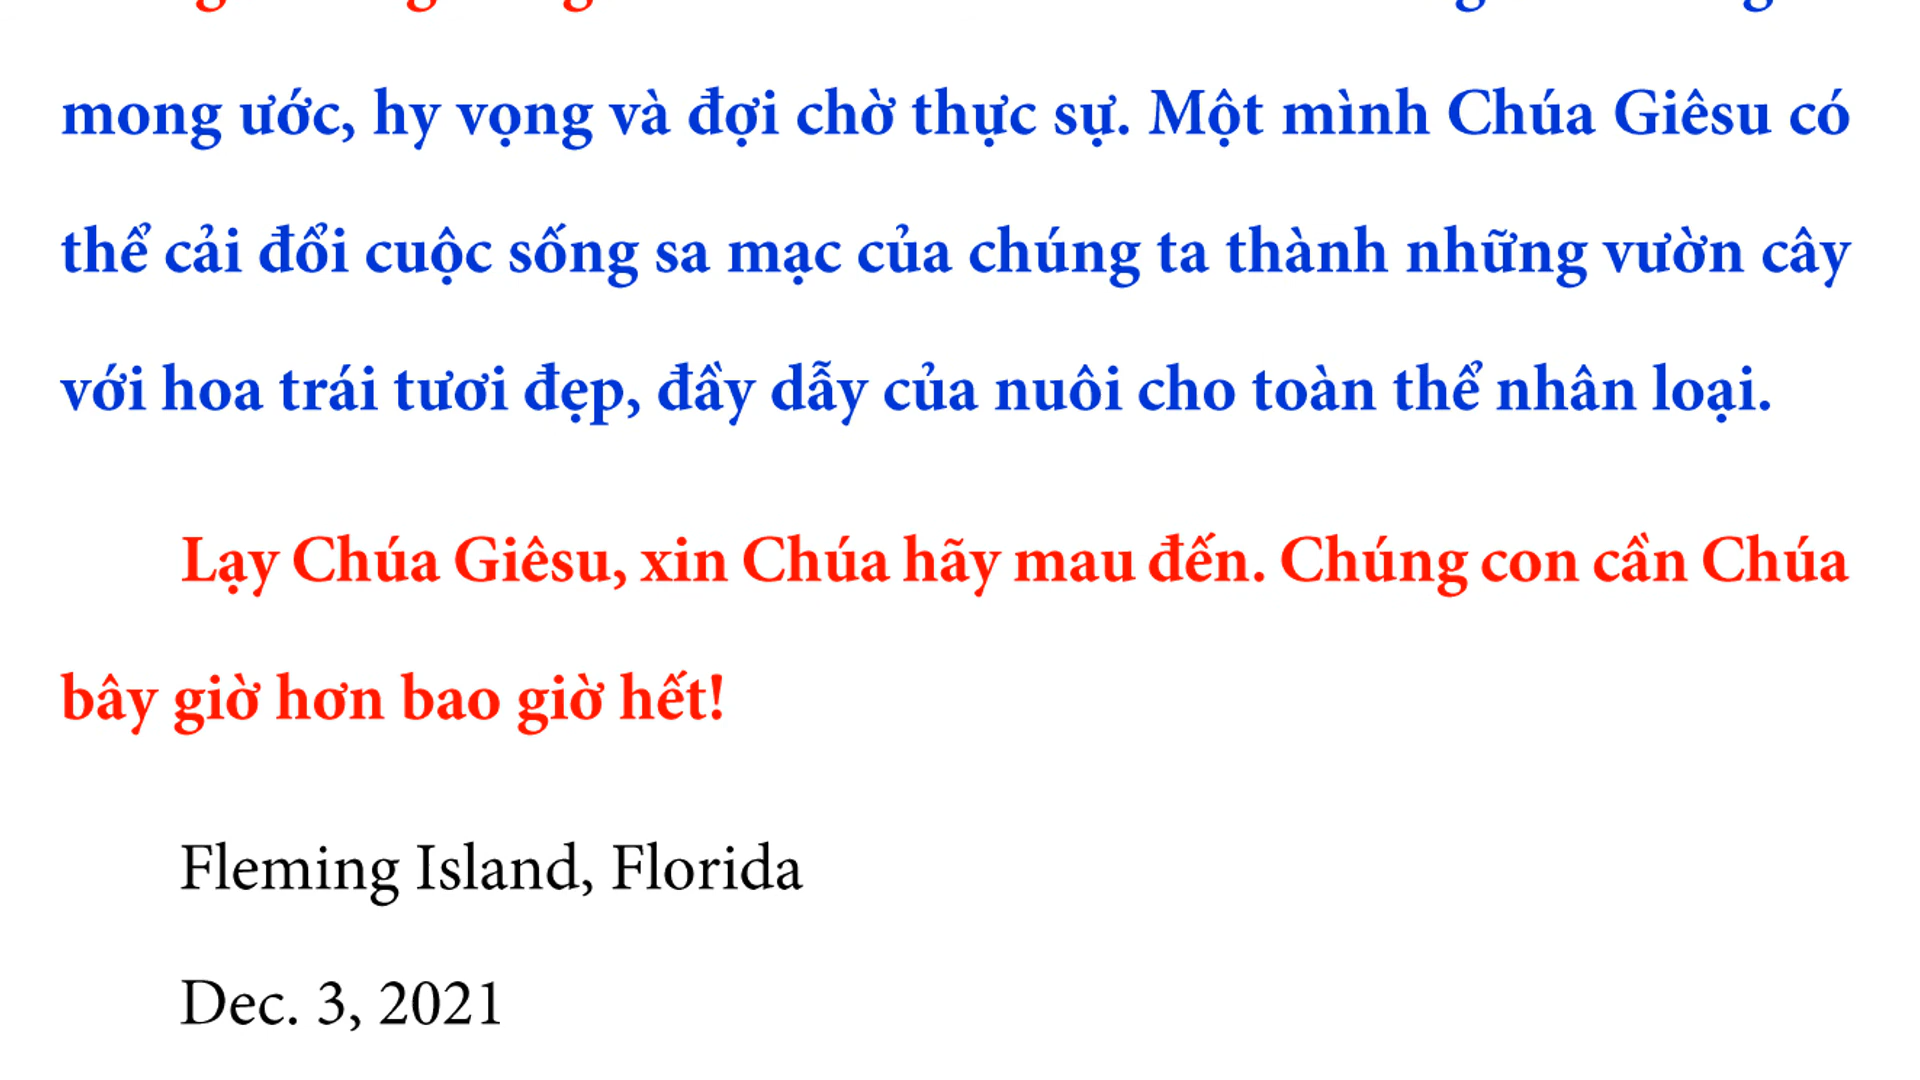 mong ước, hy vọng và đợi chờ thực sự. Một mình Chúa Giêsu có
thể cải đổi cuộc sống sa mạc của chúng ta thành những vườn cây
với hoa trái tươi đẹp, đầy dẫy của nuôi cho toàn thể nhân loại.
Lạy Chúa Giêsu, xin Chúa hãy mau đến. Chúng con cần Chúa
bây giờ hơn bao giờ hết!
Fleming Island, Florida
Dec. 3, 2021